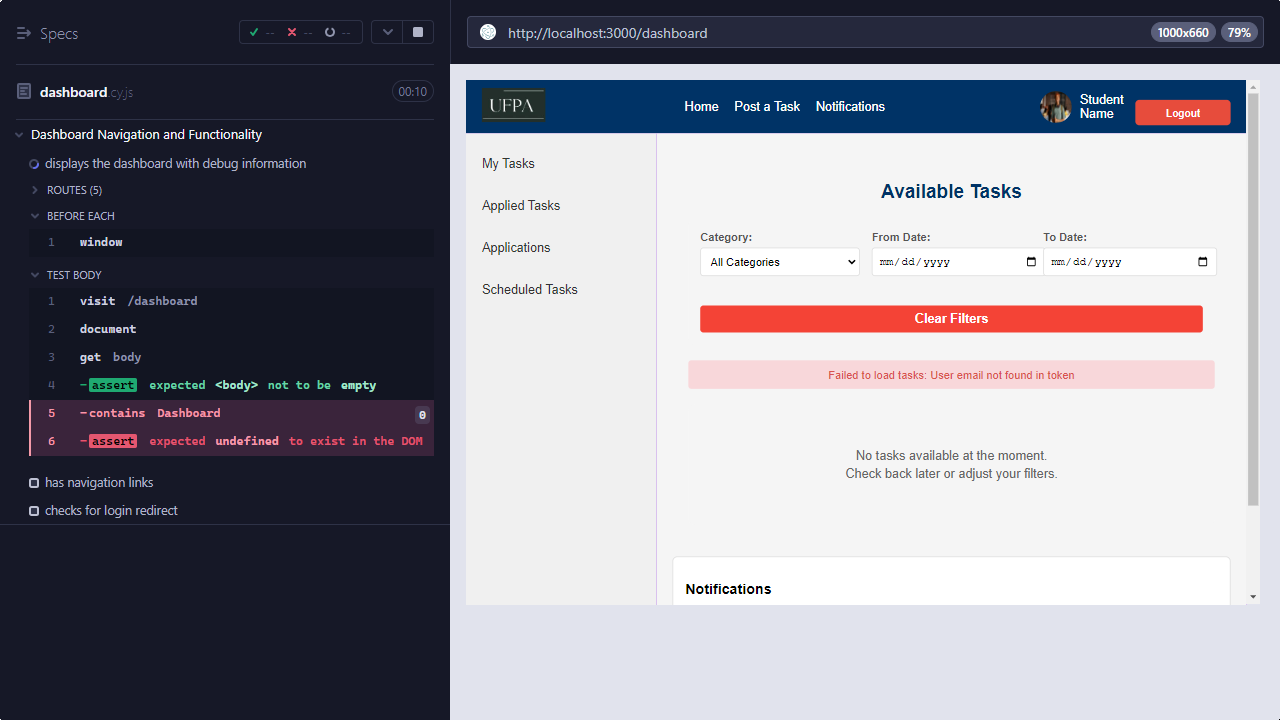 Specs
-- -- --
dashboard.cy.js 00:10
Dashboard Navigation and Functionality
displays the dashboard with debug information
ROUTES (5)
BEFORE EACH
1 window
TEST BODY
1 visit /dashboard
2 document
3 get body
4 -assert expected <body> not to be empty
5 -contains Dashboard 0
6 -assert expected undefined to exist in the DOM
has navigation links
checks for login redirect
http://localhost:3000/dashboard 1000x660 79%
UFPA Home Post a Task Notifications Student Name Logout
My Tasks
Applied Tasks
Applications
Scheduled Tasks
Available Tasks
Category: From Date: To Date:
All Categories mm/dd/yyyy mm/dd/yyyy
Clear Filters
Failed to load tasks: User email not found in token
No tasks available at the moment.
Check back later or adjust your filters.
Notifications